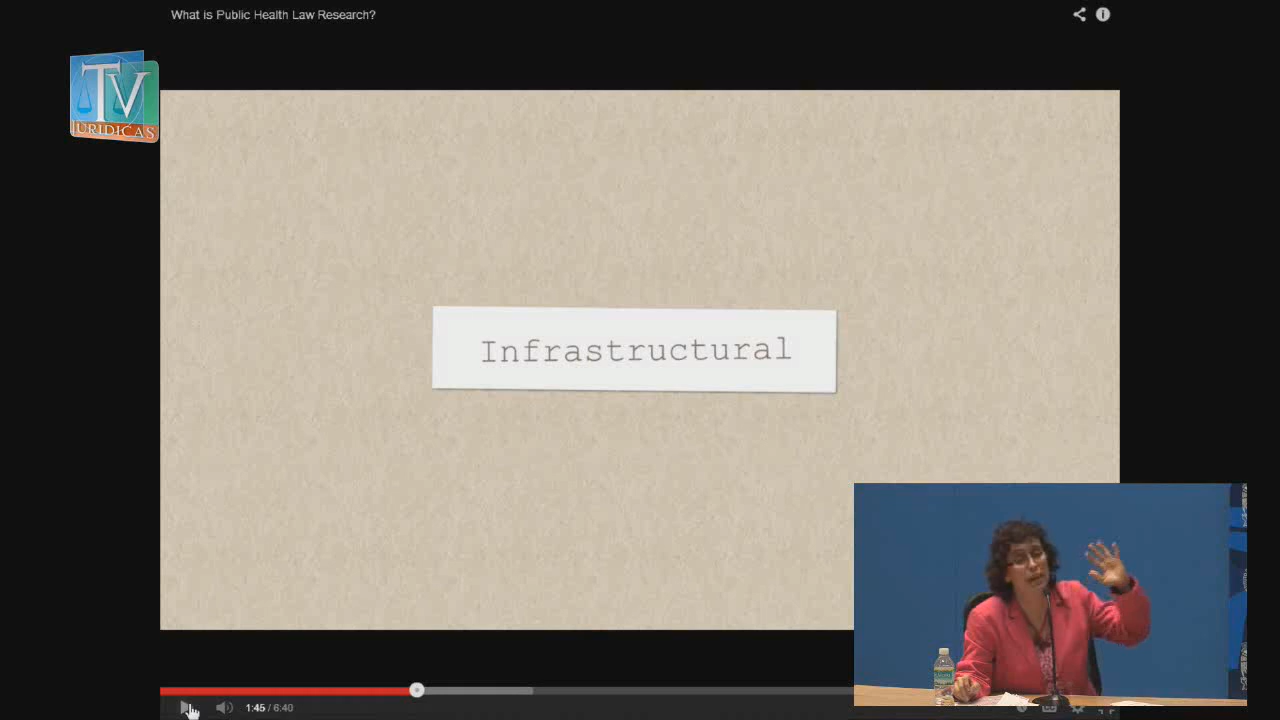 What is Public Health Law Research?
TV
JURIDICAS
Infrastructural
1:45 / 6:40